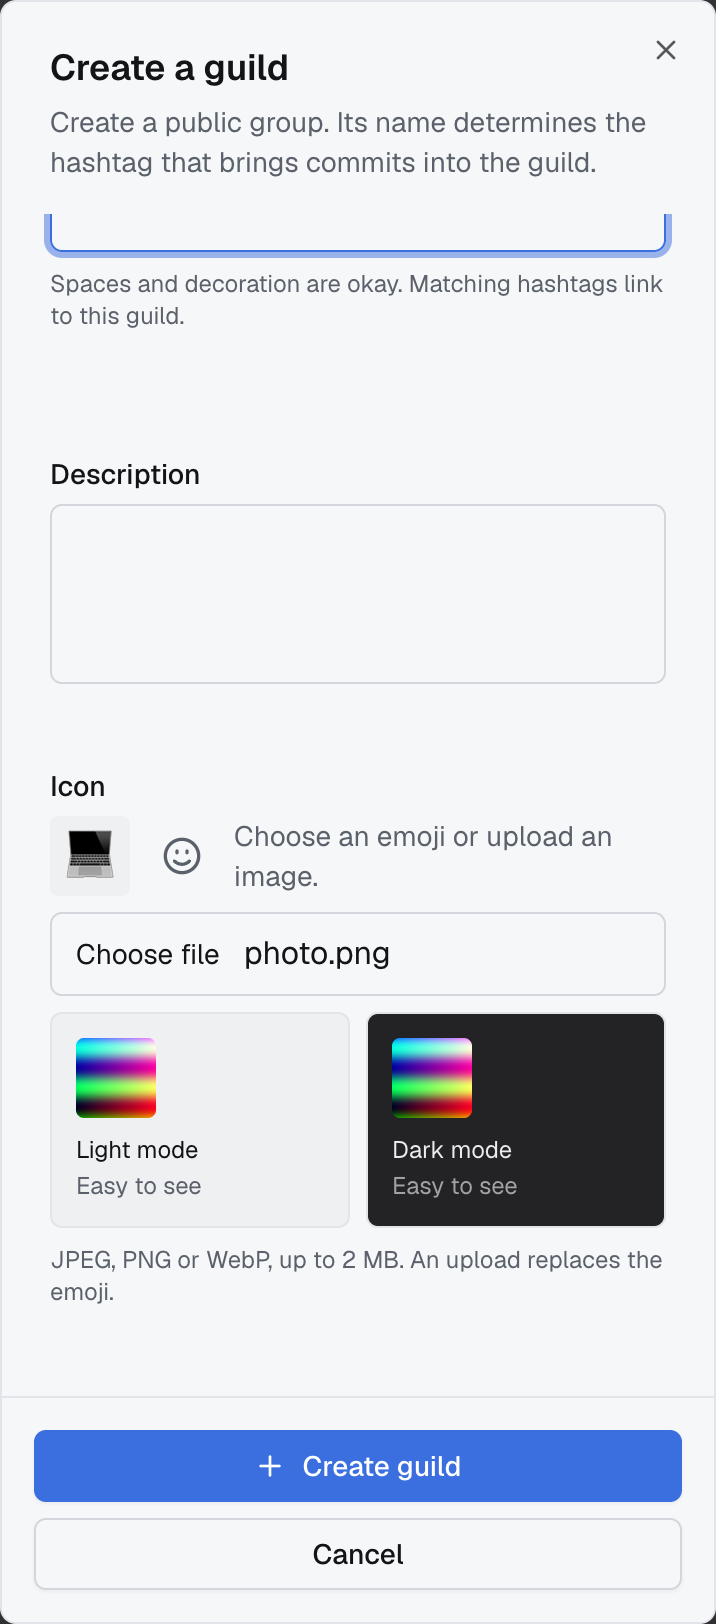 Create a guild
Create a public group. Its name determines the
hashtag that brings commits into the guild.
Spaces and decoration are okay. Matching hashtags link
to this guild.
Description
Icon
Choose an emoji or upload an
image.
Choose file photo.png
Light mode
Easy to see
Dark mode
Easy to see
JPEG, PNG or WebP, up to 2 MB. An upload replaces the
emoji.
Create guild
Cancel